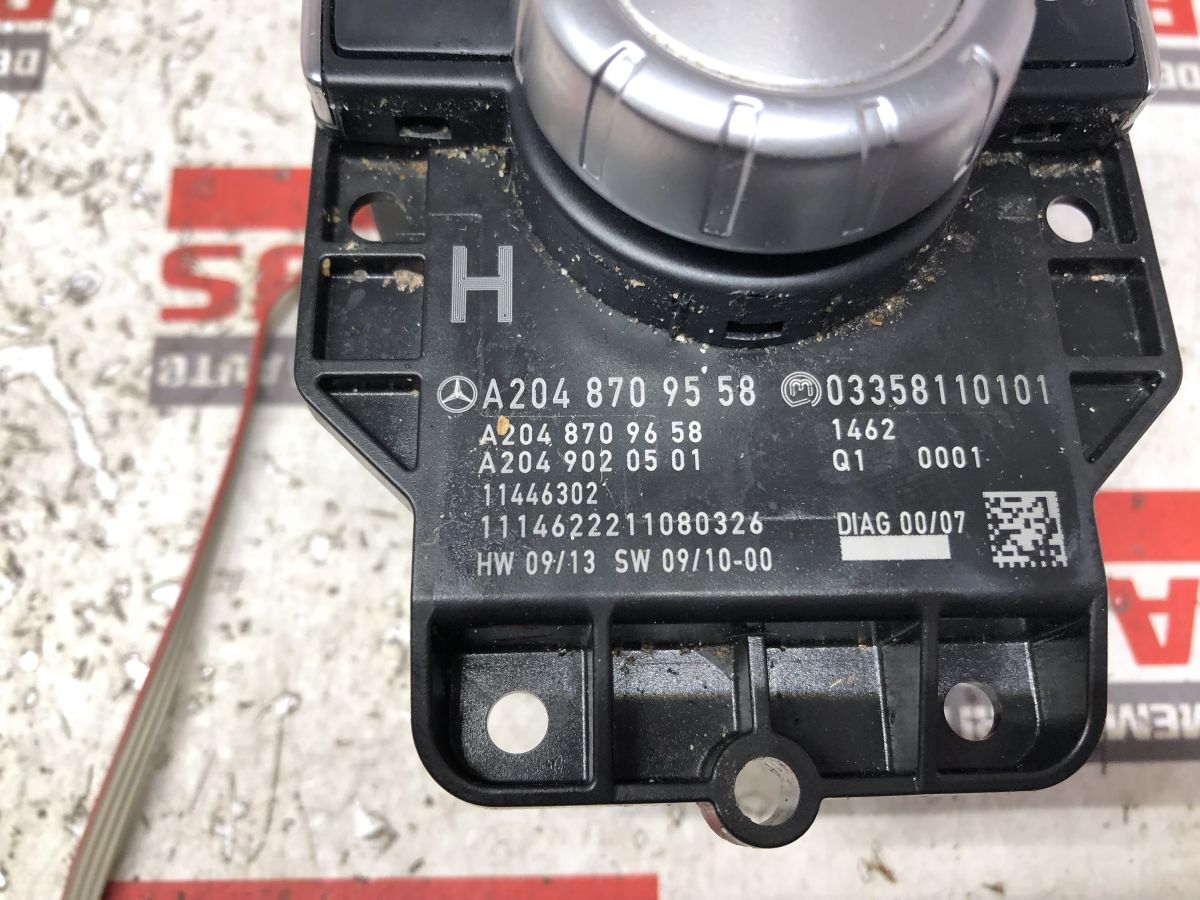 H
A204 870 95 58 03358110101
A204 870 96 58 1462
A204 902 05 01 Q1 0001
11446302
1114622211080326 DIAG 00/07
HW 09/13 SW 09/10-00
AUTO